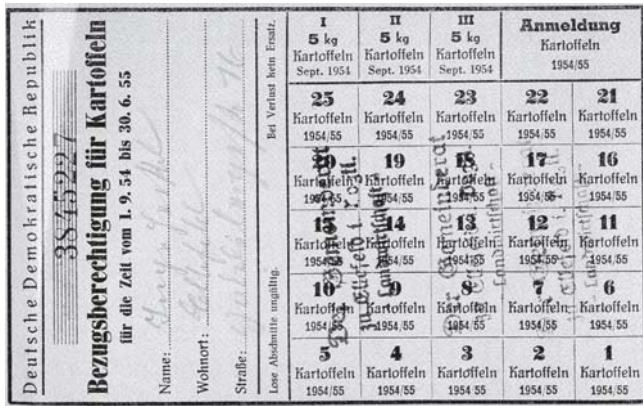 Deutsche Demokratische Republik
3845227
Bezugsberechtigung für Kartoffeln
für die Zeit vom 1. 9. 54 bis 30. 6. 55
Name:
Wohnort:
Straße:
Lose Abschnitte ungültig. Bei Verlust kein Ersatz.
I II III Anmeldung
5 kg 5 kg 5 kg Kartoffeln
Kartoffeln Kartoffeln Kartoffeln 1954/55
Sept. 1954 Sept. 1954 Sept. 1954
25 24 23 22 21
Kartoffeln Kartoffeln Kartoffeln Kartoffeln Kartoffeln
1954/55 1954/55 1954/55 1954/55 1954/55
20 19 18 17 16
Kartoffeln Kartoffeln Kartoffeln Kartoffeln Kartoffeln
1954/55 1954/55 1954/55 1954/55 1954/55
15 14 13 12 11
Kartoffeln Kartoffeln Kartoffeln Kartoffeln Kartoffeln
1954/55 1954/55 1954/55 1954/55 1954/55
10 9 8 7 6
Kartoffeln Kartoffeln Kartoffeln Kartoffeln Kartoffeln
1954/55 1954/55 1954/55 1954/55 1954/55
5 4 3 2 1
Kartoffeln Kartoffeln Kartoffeln Kartoffeln Kartoffeln
1954/55 1954/55 1954/55 1954/55 1954/55